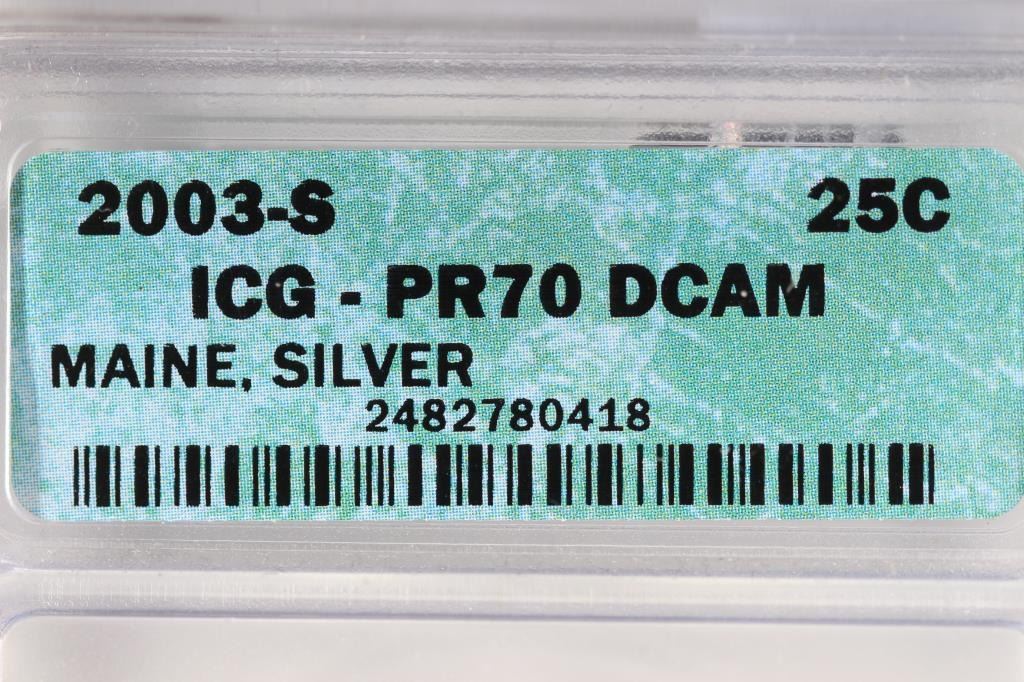 2003-S 25C
ICG - PR70 DCAM
MAINE, SILVER
2482780418